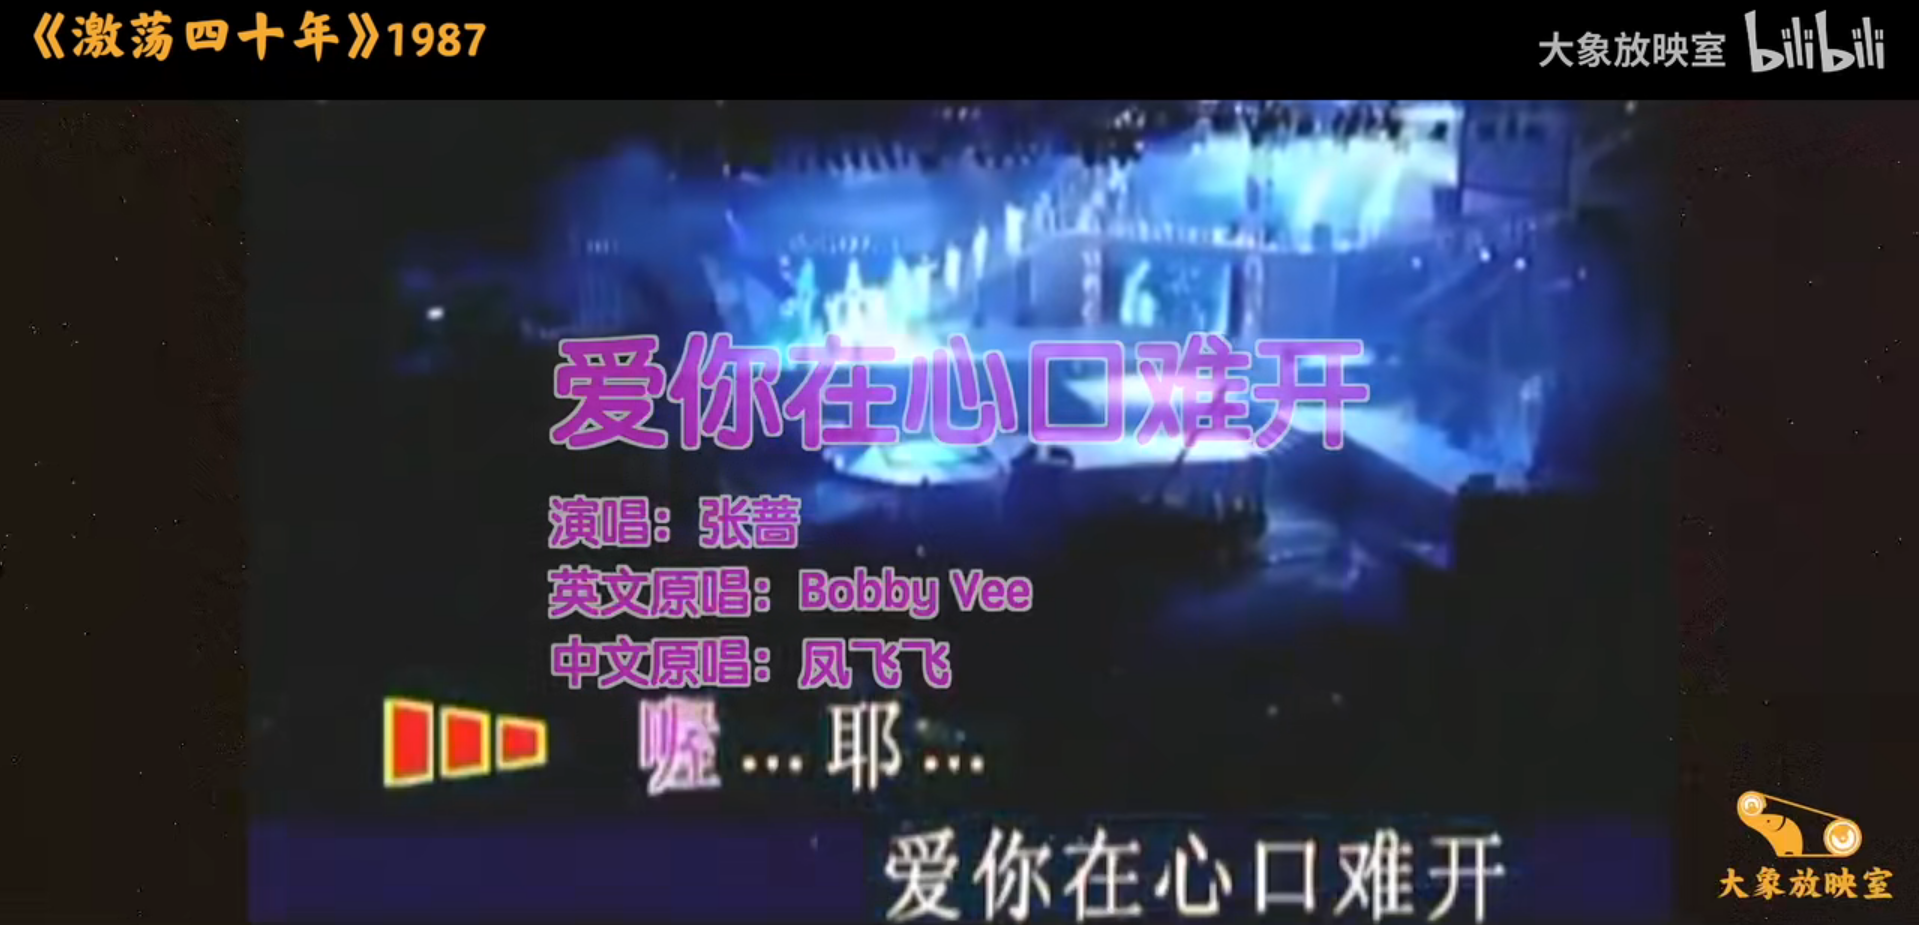 《激荡四十年》1987
大象放映室 bilibili
爱你在心口难开
演唱：张蔷
英文原唱：Bobby Vee
中文原唱：凤飞飞
喔...耶...
爱你在心口难开
大象放映室